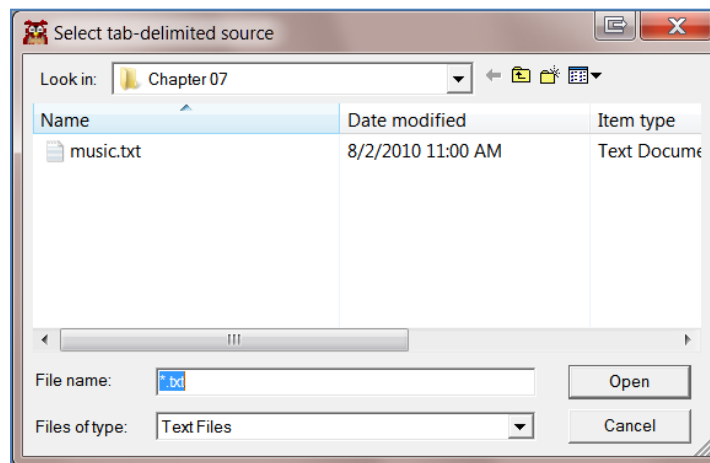 Select tab-delimited source
Look in: Chapter 07
Name Date modified Item type
music.txt 8/2/2010 11:00 AM Text Docume
File name: *.txt Open
Files of type: Text Files Cancel